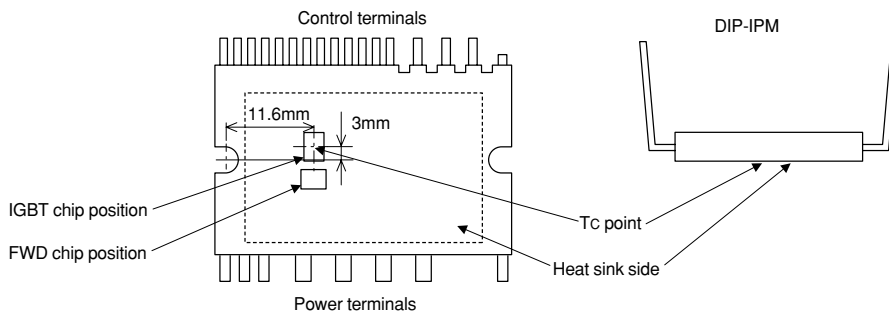 Control terminals
DIP-IPM
11.6mm
3mm
IGBT chip position
FWD chip position
Tc point
Heat sink side
Power terminals